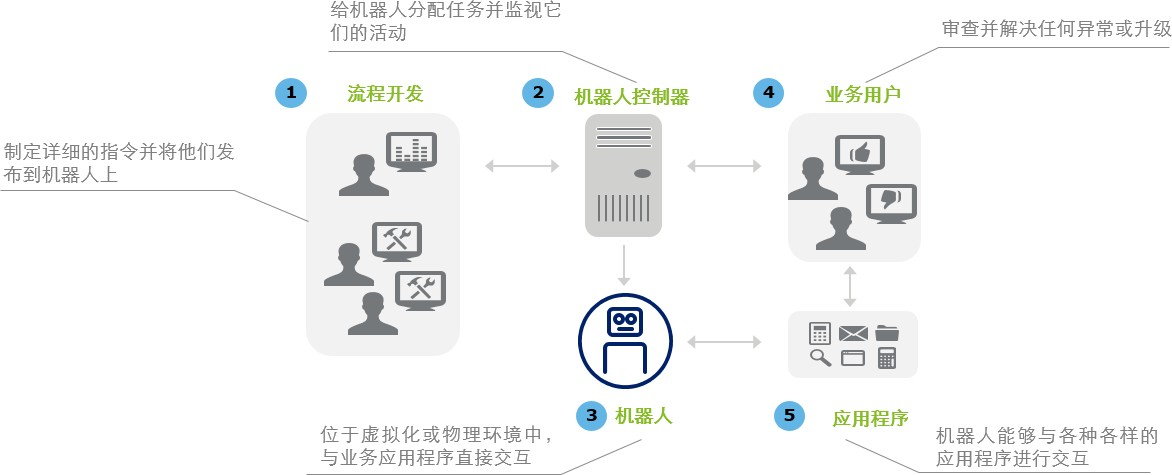 给机器人分配任务并监视它
们的活动
审查并解决任何异常或升级
1
流程开发
2
机器人控制器
4
业务用户
制定详细的指令并将他们发
布到机器人上
3
机器人
5
应用程序
位于虚拟化或物理环境中，
与业务应用程序直接交互
机器人能够与各种各样的
应用程序进行交互